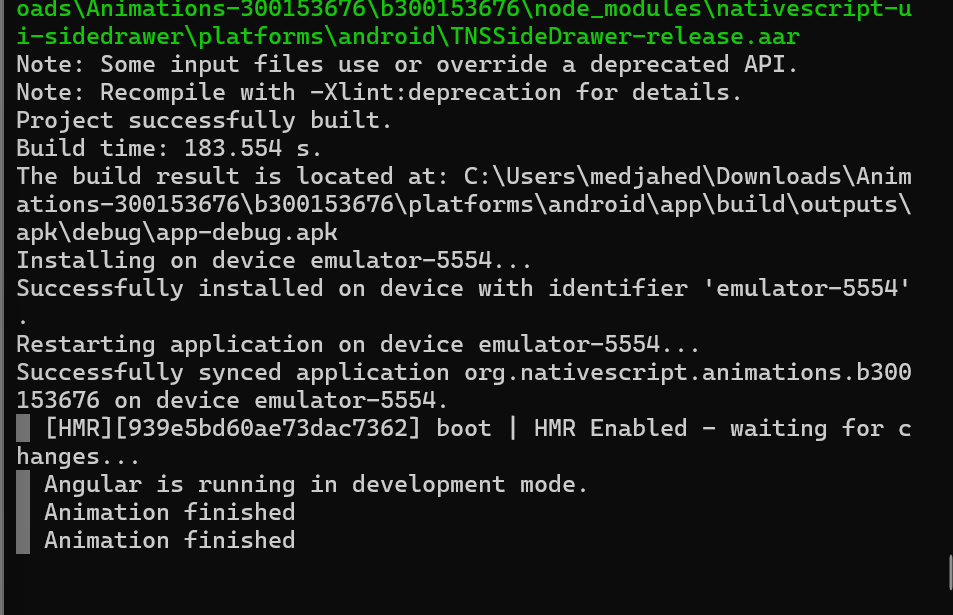 oads\Animations-300153676\b300153676\node_modules\nativescript-u
i-sidedrawer\platforms\android\TNSSideDrawer-release.aar
Note: Some input files use or override a deprecated API.
Note: Recompile with -Xlint:deprecation for details.
Project successfully built.
Build time: 183.554 s.
The build result is located at: C:\Users\medjahed\Downloads\Anim
ations-300153676\b300153676\platforms\android\app\build\outputs\
apk\debug\app-debug.apk
Installing on device emulator-5554...
Successfully installed on device with identifier 'emulator-5554'
.
Restarting application on device emulator-5554...
Successfully synced application org.nativescript.animations.b300
153676 on device emulator-5554.
[HMR][939e5bd60ae73dac7362] boot | HMR Enabled - waiting for c
hanges...
Angular is running in development mode.
Animation finished
Animation finished